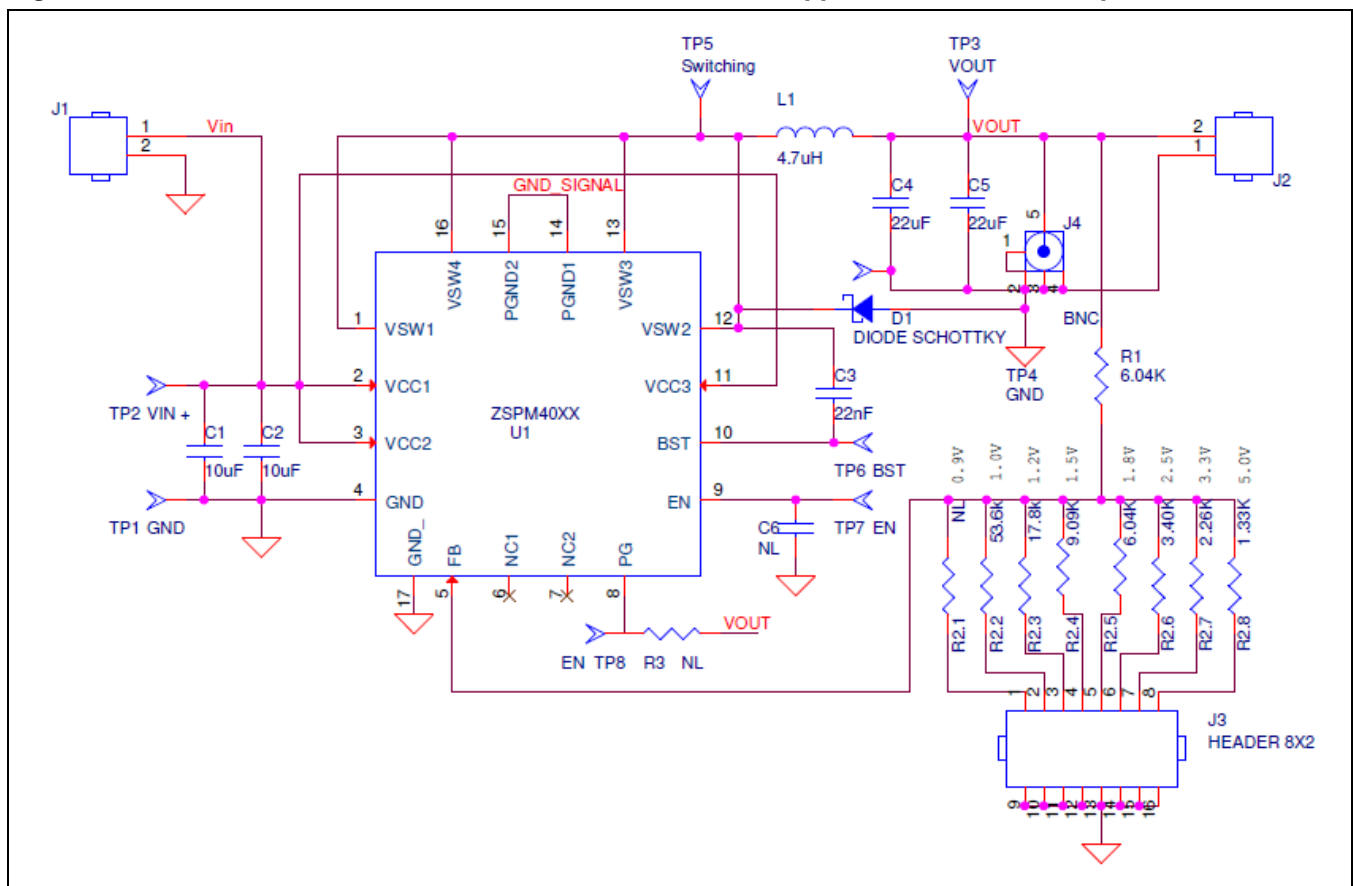 TP5
Switching
TP3
VOUT
J1
1
2
Vin
L1
4.7uH
VOUT
2
1
J2
GND_SIGNAL
C4
22uF
C5
22uF
5
J4
1
2
3
4
BNC
16
15
14
13
VSW4
PGND2
PGND1
VSW3
1
VSW1
VSW2
12
D1
DIODE SCHOTTKY
TP4
GND
R1
6.04K
2
VCC1
VCC3
11
C3
22nF
TP2 VIN +
ZSPM40XX
U1
C1
10uF
C2
10uF
3
VCC2
BST
10
TP6 BST
4
GND
EN
9
TP1 GND
C6
NL
TP7 EN
GND_
FB
NC1
NC2
PG
17
5
6
7
8
VOUT
EN TP8 R3 NL
0.9V
1.0V
1.2V
1.5V
1.8V
2.5V
3.3V
5.0V
NL
53.6k
17.8k
9.09K
6.04K
3.40K
2.26K
1.33K
R2.1
R2.2
R2.3
R2.4
R2.5
R2.6
R2.7
R2.8
1
2
3
4
5
6
7
8
J3
HEADER 8X2
9
10
11
12
13
14
15
16